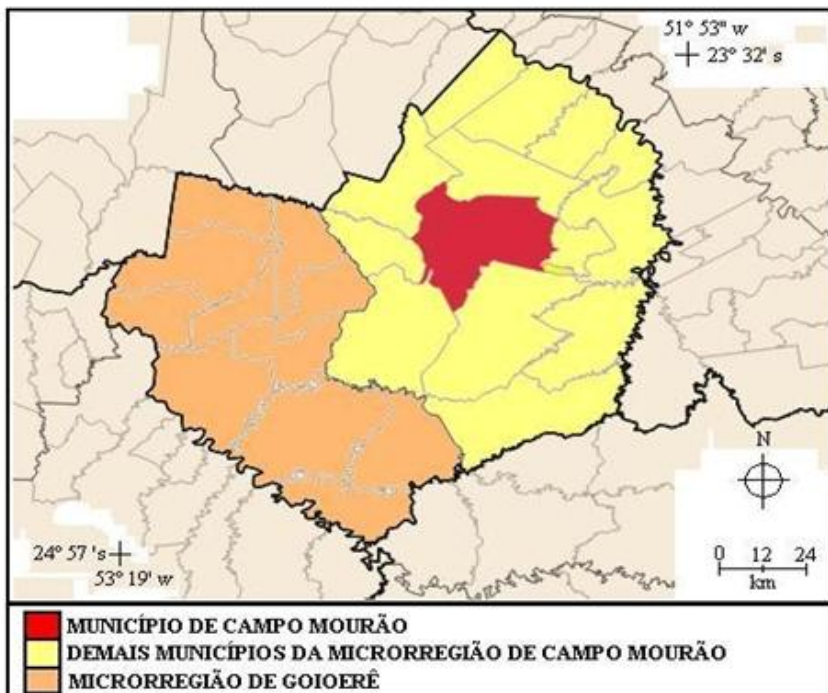 51° 53" w
23° 32' s
N
24° 57 's
53° 19' w
0 12 24
km
MUNICÍPIO DE CAMPO MOURÃO
DEMAIS MUNICÍPIOS DA MICRORREGIÃO DE CAMPO MOURÃO
MICRORREGIÃO DE GOIOERÊ